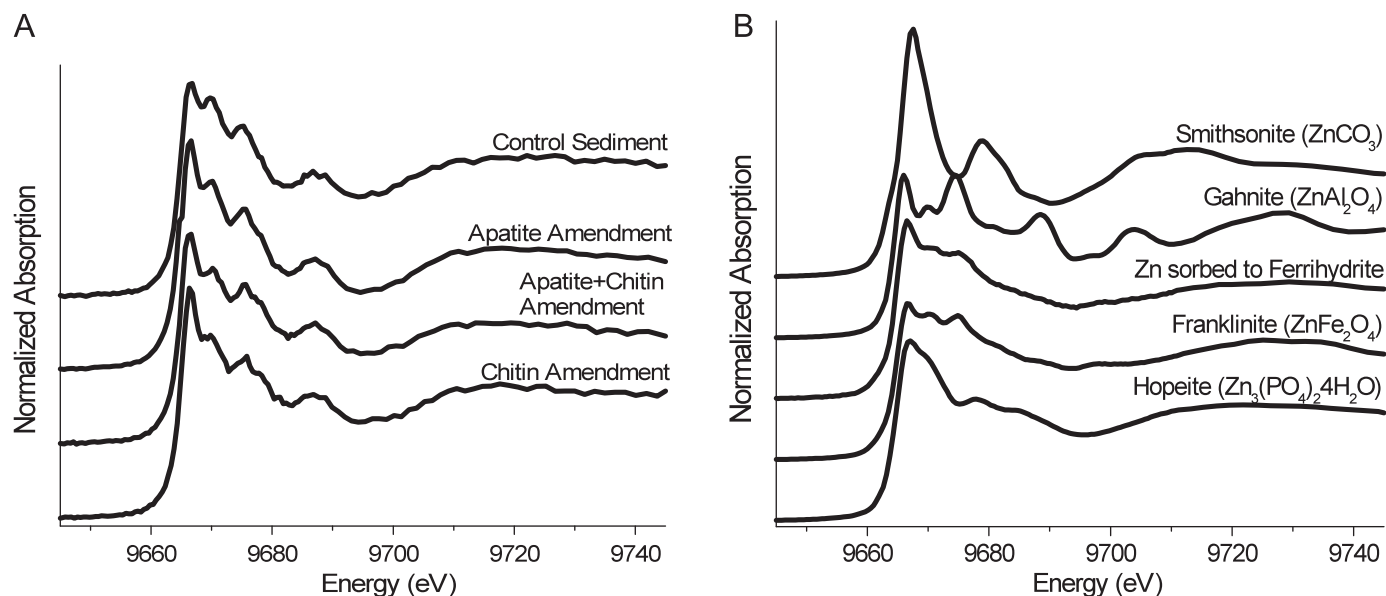 A
Control Sediment
Apatite Amendment
Apatite+Chitin
Amendment
Chitin Amendment
Normalized Absorption
9660 9680 9700 9720 9740
Energy (eV)
B
Smithsonite (ZnCO3)
Gahnite (ZnAl2O4)
Zn sorbed to Ferrihydrite
Franklinite (ZnFe2O4)
Hopeite (Zn3(PO4)24H2O)
Normalized Absorption
9660 9680 9700 9720 9740
Energy (eV)